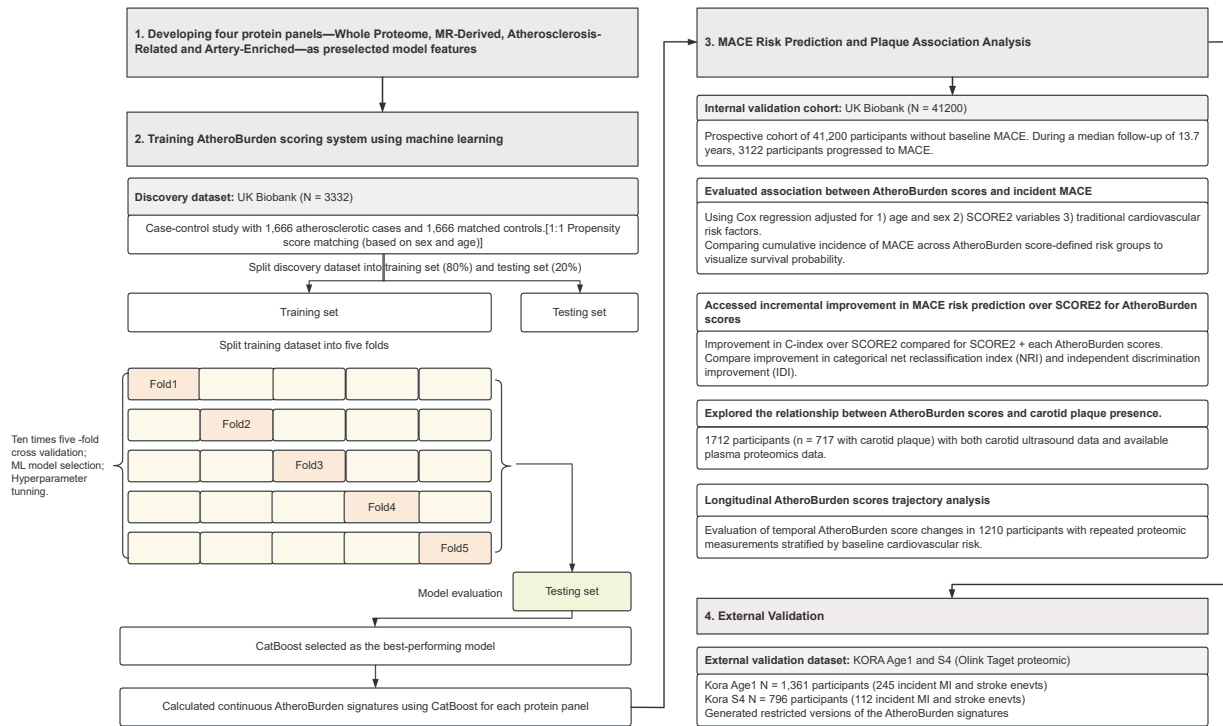 1. Developing four protein panels—Whole Proteome, MR-Derived, Atherosclerosis-
Related and Artery-Enriched—as preselected model features
2. Training AtheroBurden scoring system using machine learning
Discovery dataset: UK Biobank (N = 3332)
Case-control study with 1,666 atherosclerotic cases and 1,666 matched controls.[1:1 Propensity
score matching (based on sex and age)]
Split discovery dataset into training set (80%) and testing set (20%)
Training set
Testing set
Split training dataset into five folds
Fold1
Fold2
Fold3
Fold4
Fold5
Ten times five -fold
cross validation;
ML model selection;
Hyperparameter
tunning.
Model evaluation
Testing set
CatBoost selected as the best-performing model
Calculated continuous AtheroBurden signatures using CatBoost for each protein panel
3. MACE Risk Prediction and Plaque Association Analysis
Internal validation cohort: UK Biobank (N = 41200)
Prospective cohort of 41,200 participants without baseline MACE. During a median follow-up of 13.7
years, 3122 participants progressed to MACE.
Evaluated association between AtheroBurden scores and incident MACE
Using Cox regression adjusted for 1) age and sex 2) SCORE2 variables 3) traditional cardiovascular
risk factors.
Comparing cumulative incidence of MACE across AtheroBurden score-defined risk groups to
visualize survival probability.
Accessed incremental improvement in MACE risk prediction over SCORE2 for AtheroBurden
scores
Improvement in C-index over SCORE2 compared for SCORE2 + each AtheroBurden scores.
Compare improvement in categorical net reclassification index (NRI) and independent discrimination
improvement (IDI).
Explored the relationship between AtheroBurden scores and carotid plaque presence.
1712 participants (n = 717 with carotid plaque) with both carotid ultrasound data and available
plasma proteomics data.
Longitudinal AtheroBurden scores trajectory analysis
Evaluation of temporal AtheroBurden score changes in 1210 participants with repeated proteomic
measurements stratified by baseline cardiovascular risk.
4. External Validation
External validation dataset: KORA Age1 and S4 (Olink Taget proteomic)
Kora Age1 N = 1,361 participants (245 incident MI and stroke enevts)
Kora S4 N = 796 participants (112 incident MI and stroke enevts)
Generated restricted versions of the AtheroBurden signatures